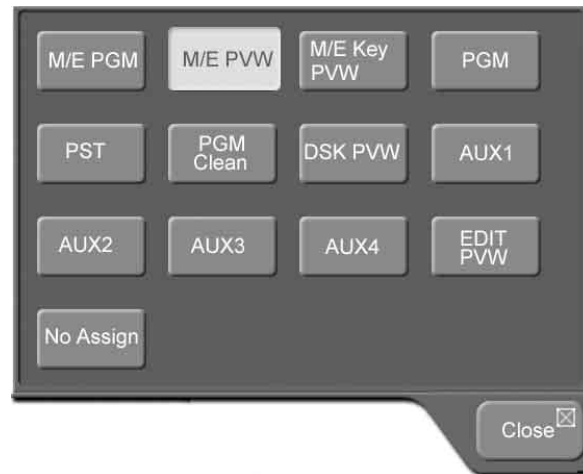 M/E PGM
M/E PVW
M/E Key
PVW
PGM
PST
PGM
Clean
DSK PVW
AUX1
AUX2
AUX3
AUX4
EDIT
PVW
No Assign
Close